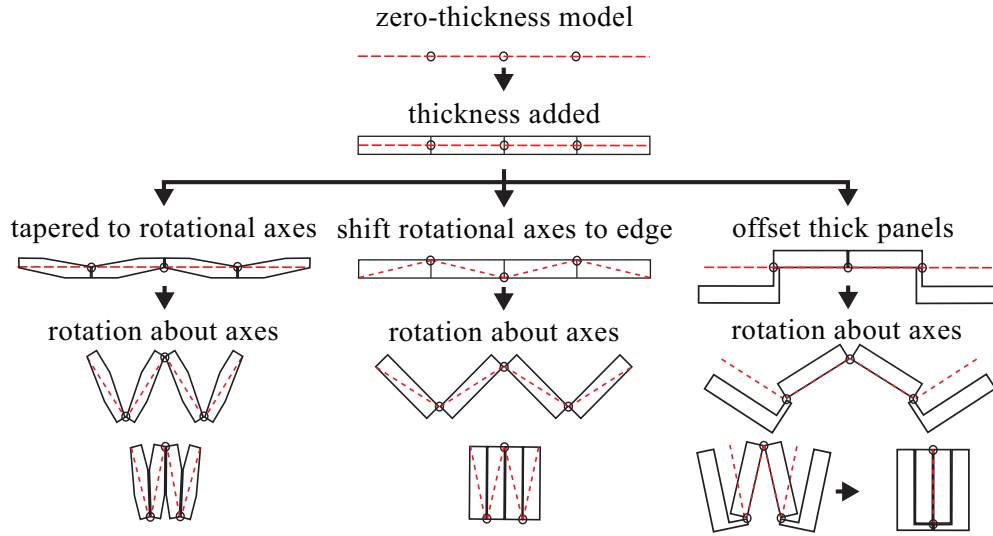 zero-thickness model
thickness added
tapered to rotational axes
shift rotational axes to edge
offset thick panels
rotation about axes
rotation about axes
rotation about axes